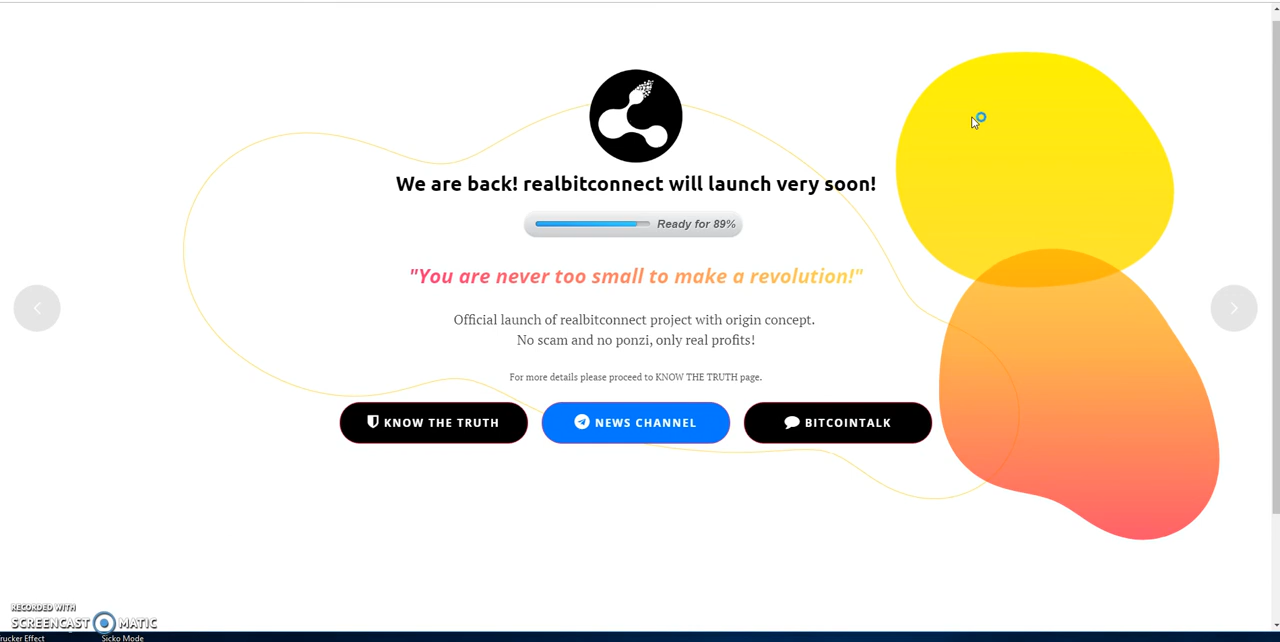 We are back! realbitconnect will launch very soon!
Ready for 89%
"You are never too small to make a revolution!"
Official launch of realbitconnect project with origin concept.
No scam and no ponzi, only real profits!
For more details please proceed to KNOW THE TRUTH page.
KNOW THE TRUTH
NEWS CHANNEL
BITCOINTALK
RECORDED WITH
SCREENCAST MATIC
rucker Effect
Sicko Mode